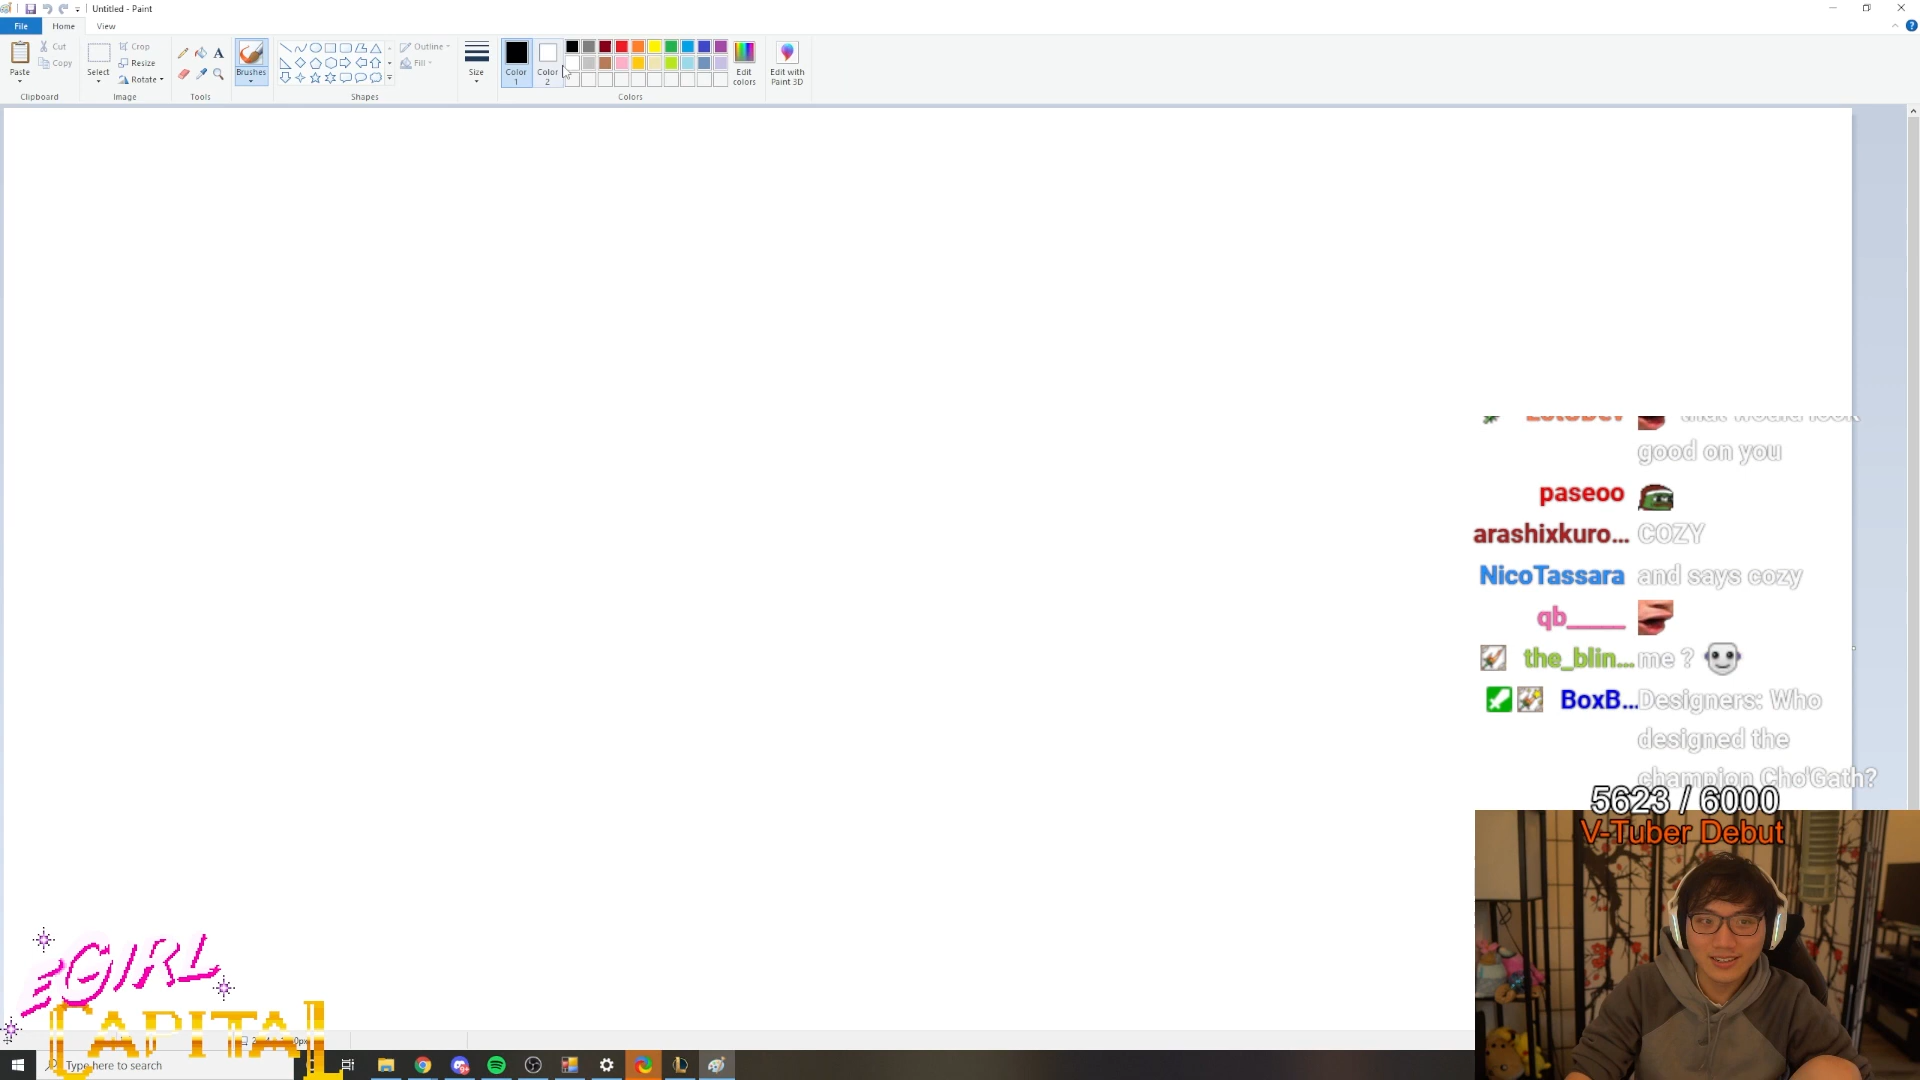 Untitled - Paint
File Home View
Paste
Cut
Copy
Clipboard
Select
Crop
Resize
Rotate
Image
A
Tools
Brushes
Outline
Fill
Shapes
Size
Color 1
Color 2
Edit colors
Colors
Edit with Paint 3D
good on you
paseoo
arashixkuro... COZY
NicoTassara and says cozy
qb_____
the_blin... me ?
BoxB... Designers: Who
designed the
champion Cho'Gath?
5623 / 6000
V-Tuber Debut
EGIRL
CAPITAL
Type here to search